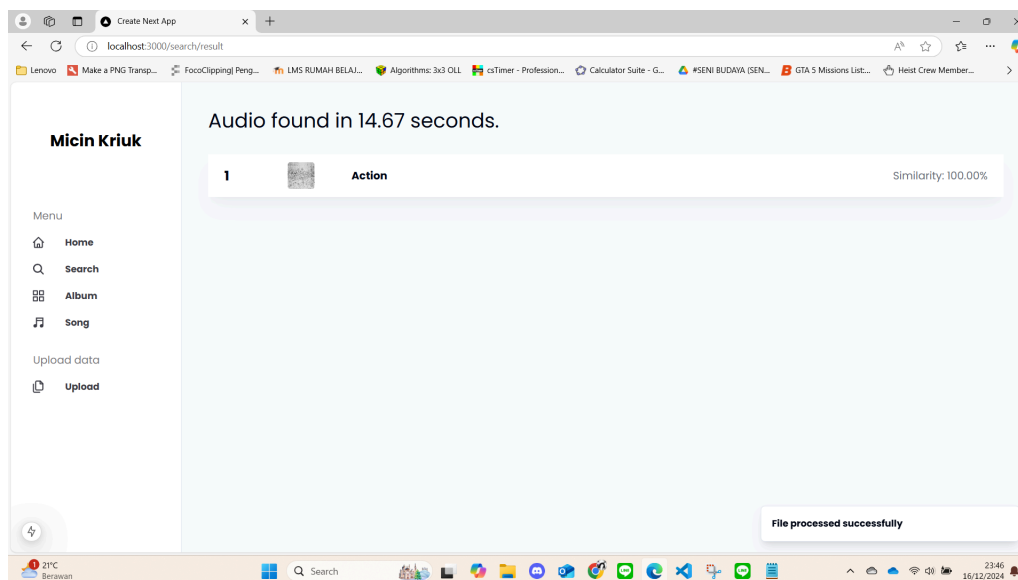 Create Next App
localhost:3000/search/result
Lenovo
Make a PNG Transp...
FocoClipping| Peng...
LMS RUMAH BELAJ...
Algorithms: 3x3 OLL
csTimer - Profession...
Calculator Suite - G...
#SENI BUDAYA (SEN...
GTA 5 Missions List:...
Heist Crew Member...
Micin Kriuk
Menu
Home
Search
Album
Song
Upload data
Upload
Audio found in 14.67 seconds.
1 Action Similarity: 100.00%
File processed successfully
1
21°C
Berawan
Search
23:46
16/12/2024